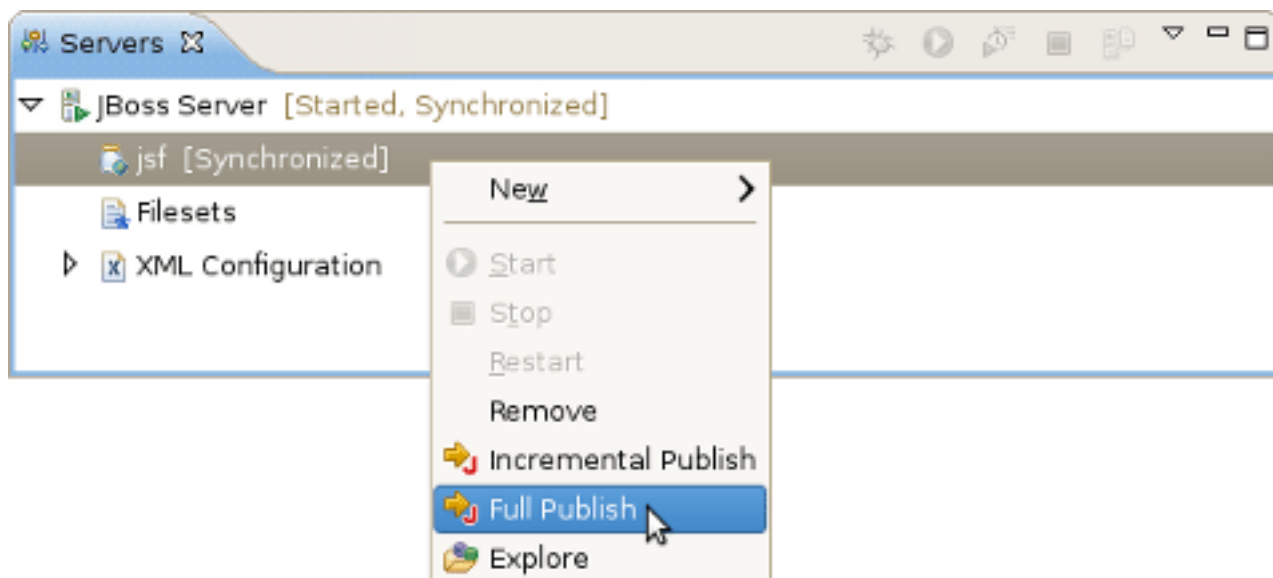 Servers
JBoss Server [Started, Synchronized]
jsf [Synchronized]
Filesets
XML Configuration
New
Start
Stop
Restart
Remove
Incremental Publish
Full Publish
Explore